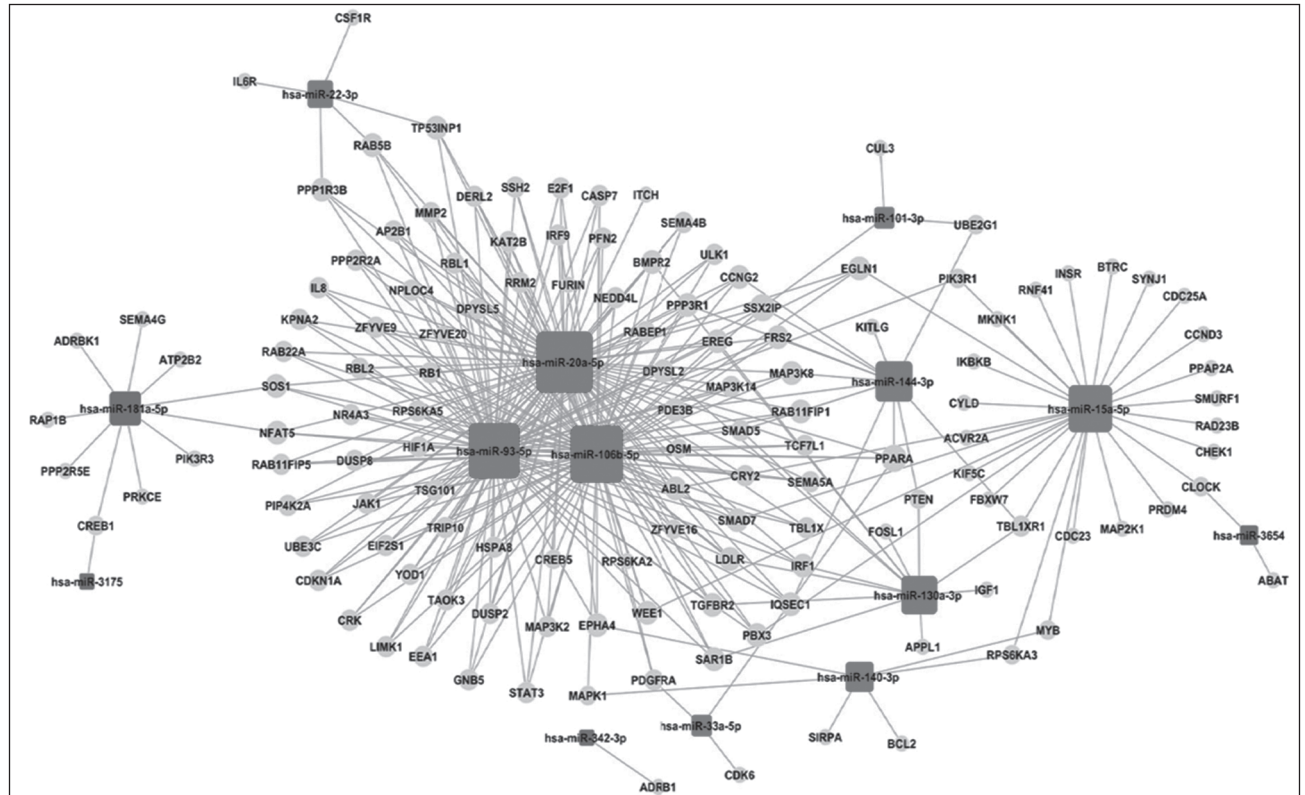 CSF1R
IL6R
hsa-miR-22-3p
TP53INP1
RAB5B
CUL3
PPP1R3B
DERL2
SSH2
E2F1
CASP7
ITCH
MMP2
SEMA4B
hsa-miR-101-3p
UBE2G1
AP2B1
KAT2B
IRF9
PFN2
PPP2R2A
RBL1
BMPR2
ULK1
EGLN1
CCNG2
PIK3R1
INSR
BTRC
SYNJ1
RNF41
CDC25A
IL8
NPLOC4
RRM2
FURIN
NEDD4L
PPP3R1
SSX2IP
DPYSL5
KPNA2
ZFYVE9
ZFYVE20
RABEP1
EREG
FRS2
KITLG
MKNK1
CCND3
SEMA4G
ADRBK1
ATP2B2
RAB22A
RBL2
RB1
hsa-miR-20a-5p
DPYSL2
MAP3K8
IKBKB
PPAP2A
SOS1
MAP3K14
hsa-miR-144-3p
SMURF1
hsa-miR-181a-5p
RAP1B
NR4A3
RPS6KA5
PDE3B
RAB11FIP1
CYLD
hsa-miR-15a-5p
RAD23B
NFAT5
SMAD5
ACVR2A
HIF1A
hsa-miR-93-5p
hsa-miR-106b-5p
OSM
TCF7L1
CHEK1
PIK3R3
RAB11FIP5
DUSP8
PPARA
PPP2R5E
CRY2
SEMA5A
KIF5C
CLOCK
PRKCE
PIP4K2A
JAK1
TSG101
ABL2
PTEN
FBXW7
PRDM4
CREB1
TRIP10
ZFYVE16
SMAD7
TBL1X
FOSL1
TBL1XR1
CDC23
MAP2K1
hsa-miR-3654
UBE3C
EIF2S1
HSPA8
CREB5
RPS6KA2
LDLR
IRF1
hsa-miR-3175
CDKN1A
YOD1
ABAT
TAOK3
hsa-miR-130a-3p
IGF1
CRK
DUSP2
WEE1
TGFBR2
IQSEC1
MAP3K2
EPHA4
PBX3
MYB
LIMK1
EEA1
SAR1B
APPL1
RPS6KA3
GNB5
STAT3
MAPK1
PDGFRA
hsa-miR-140-3p
hsa-miR-342-3p
hsa-miR-33a-5p
SIRPA
BCL2
ADRB1
CDK6